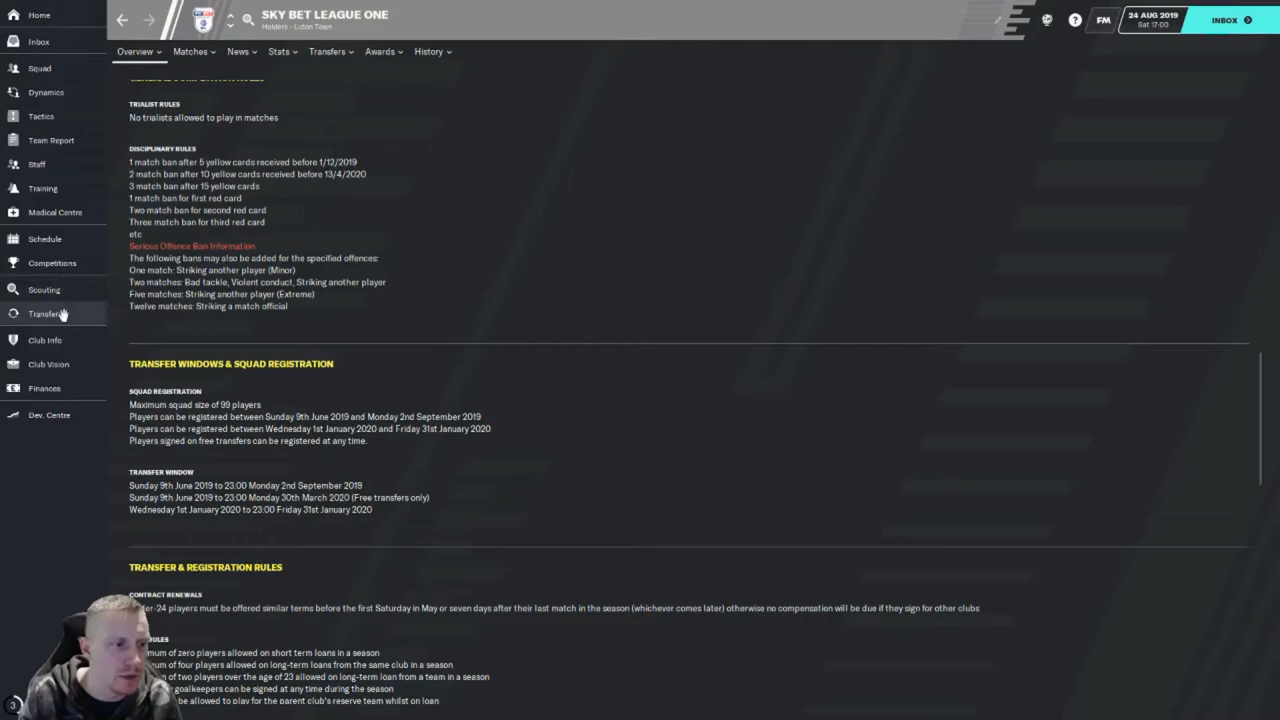 Home
SKY BET LEAGUE ONE
Holders - Luton Town
FM
24 AUG 2019
Sat 17:00
INBOX
Inbox
Overview Matches News Stats Transfers Awards History
Squad
Dynamics
Tactics
Team Report
Staff
Training
Medical Centre
Schedule
Competitions
Scouting
Transfer
Club Info
Club Vision
Finances
Dev. Centre
TRIALIST RULES
No trialists allowed to play in matches
DISCIPLINARY RULES
1 match ban after 5 yellow cards received before 1/12/2019
2 match ban after 10 yellow cards received before 13/4/2020
3 match ban after 15 yellow cards
1 match ban for first red card
Two match ban for second red card
Three match ban for third red card
etc
Serious Offence Ban Information
The following bans may also be added for the specified offences:
One match: Striking another player (Minor)
Two matches: Bad tackle, Violent conduct, Striking another player
Five matches: Striking another player (Extreme)
Twelve matches: Striking a match official
TRANSFER WINDOWS & SQUAD REGISTRATION
SQUAD REGISTRATION
Maximum squad size of 99 players
Players can be registered between Sunday 9th June 2019 and Monday 2nd September 2019
Players can be registered between Wednesday 1st January 2020 and Friday 31st January 2020
Players signed on free transfers can be registered at any time.
TRANSFER WINDOW
Sunday 9th June 2019 to 23:00 Monday 2nd September 2019
Sunday 9th June 2019 to 23:00 Monday 30th March 2020 (Free transfers only)
Wednesday 1st January 2020 to 23:00 Friday 31st January 2020
TRANSFER & REGISTRATION RULES
CONTRACT RENEWALS
der-24 players must be offered similar terms before the first Saturday in May or seven days after their last match in the season (whichever comes later) otherwise no compensation will be due if they sign for other clubs
RULES
um of zero players allowed on short term loans in a season
um of four players allowed on long-term loans from the same club in a season
m of two players over the age of 23 allowed on long-term loan from a team in a season
goalkeepers can be signed at any time during the season
be allowed to play for the parent club's reserve team whilst on loan
3